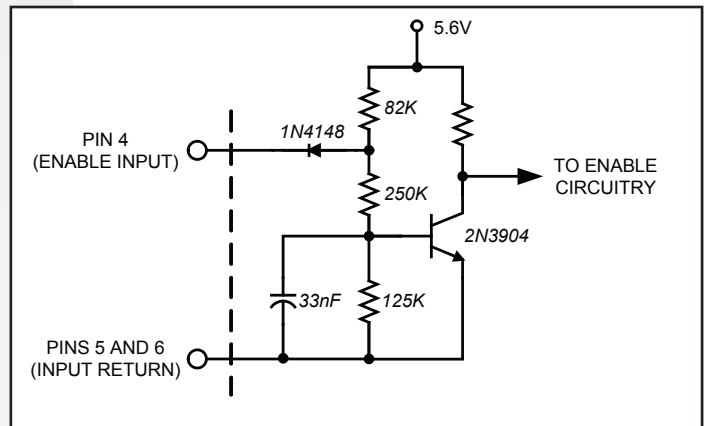 5.6V
82K
1N4148
PIN 4
(ENABLE INPUT)
TO ENABLE
CIRCUITRY
250K
2N3904
33nF
125K
PINS 5 AND 6
(INPUT RETURN)